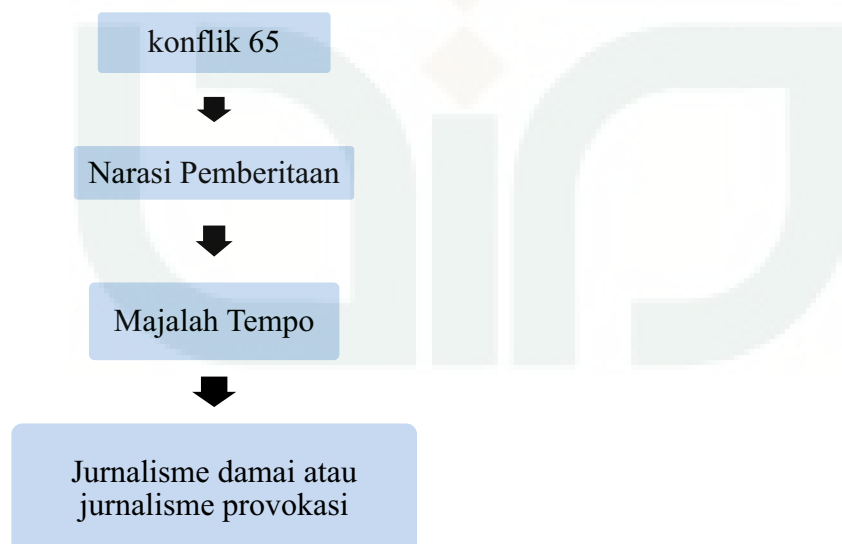 konflik 65
Narasi Pemberitaan
Majalah Tempo
Jurnalisme damai atau
jurnalisme provokasi